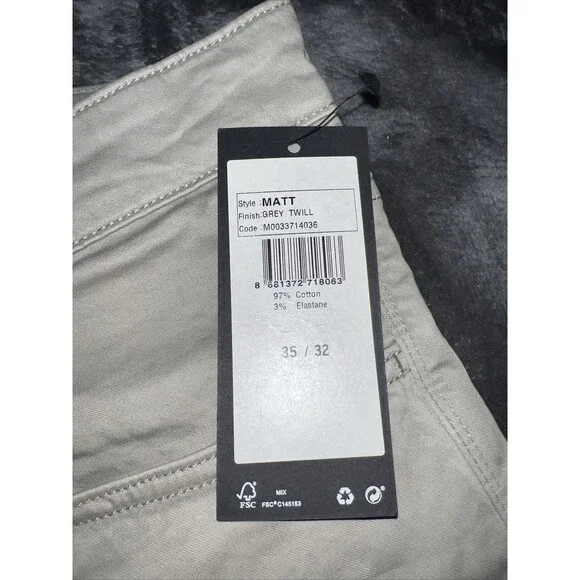 Style :MATT
Finish:GREY TWILL
Code :M0033714036
8 681372 718063
97% Cotton
3% Elastane
35 / 32
FSC
MIX
FSC® C145153